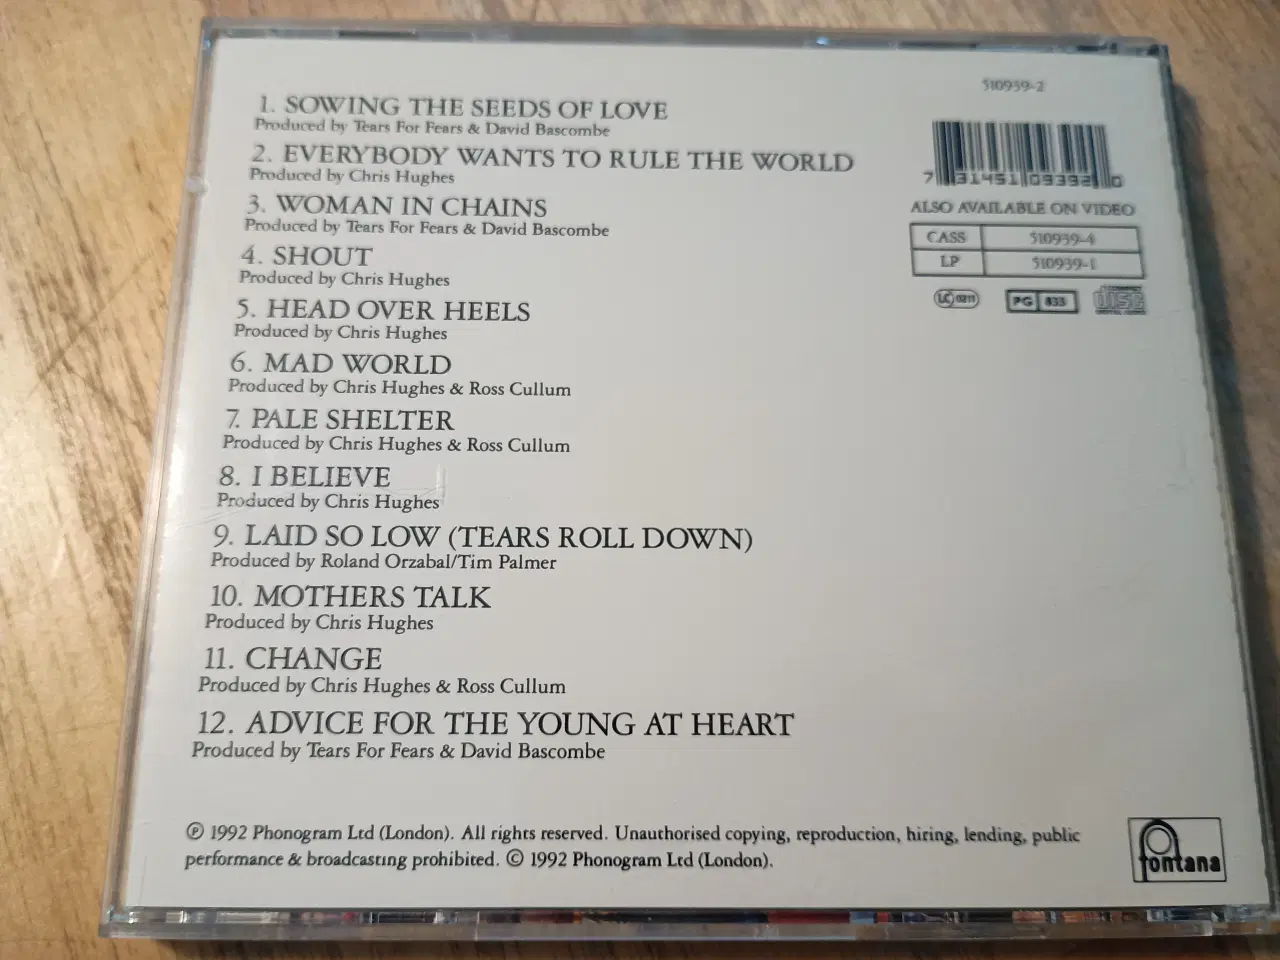 1. SOWING THE SEEDS OF LOVE
Produced by Tears For Fears & David Bascombe
2. EVERYBODY WANTS TO RULE THE WORLD
Produced by Chris Hughes
3. WOMAN IN CHAINS
Produced by Tears For Fears & David Bascombe
4. SHOUT
Produced by Chris Hughes
5. HEAD OVER HEELS
Produced by Chris Hughes
6. MAD WORLD
Produced by Chris Hughes & Ross Cullum
7. PALE SHELTER
Produced by Chris Hughes & Ross Cullum
8. I BELIEVE
Produced by Chris Hughes
9. LAID SO LOW (TEARS ROLL DOWN)
Produced by Roland Orzabal/Tim Palmer
10. MOTHERS TALK
Produced by Chris Hughes
11. CHANGE
Produced by Chris Hughes & Ross Cullum
12. ADVICE FOR THE YOUNG AT HEART
Produced by Tears For Fears & David Bascombe
510939-2
7 31451 09392 0
ALSO AVAILABLE ON VIDEO
CASS 510939-4
LP 510939-1
LC 0211 PG 833 COMPACT disc DIGITAL AUDIO
℗ 1992 Phonogram Ltd (London). All rights reserved. Unauthorised copying, reproduction, hiring, lending, public
performance & broadcasting prohibited. © 1992 Phonogram Ltd (London).
fontana